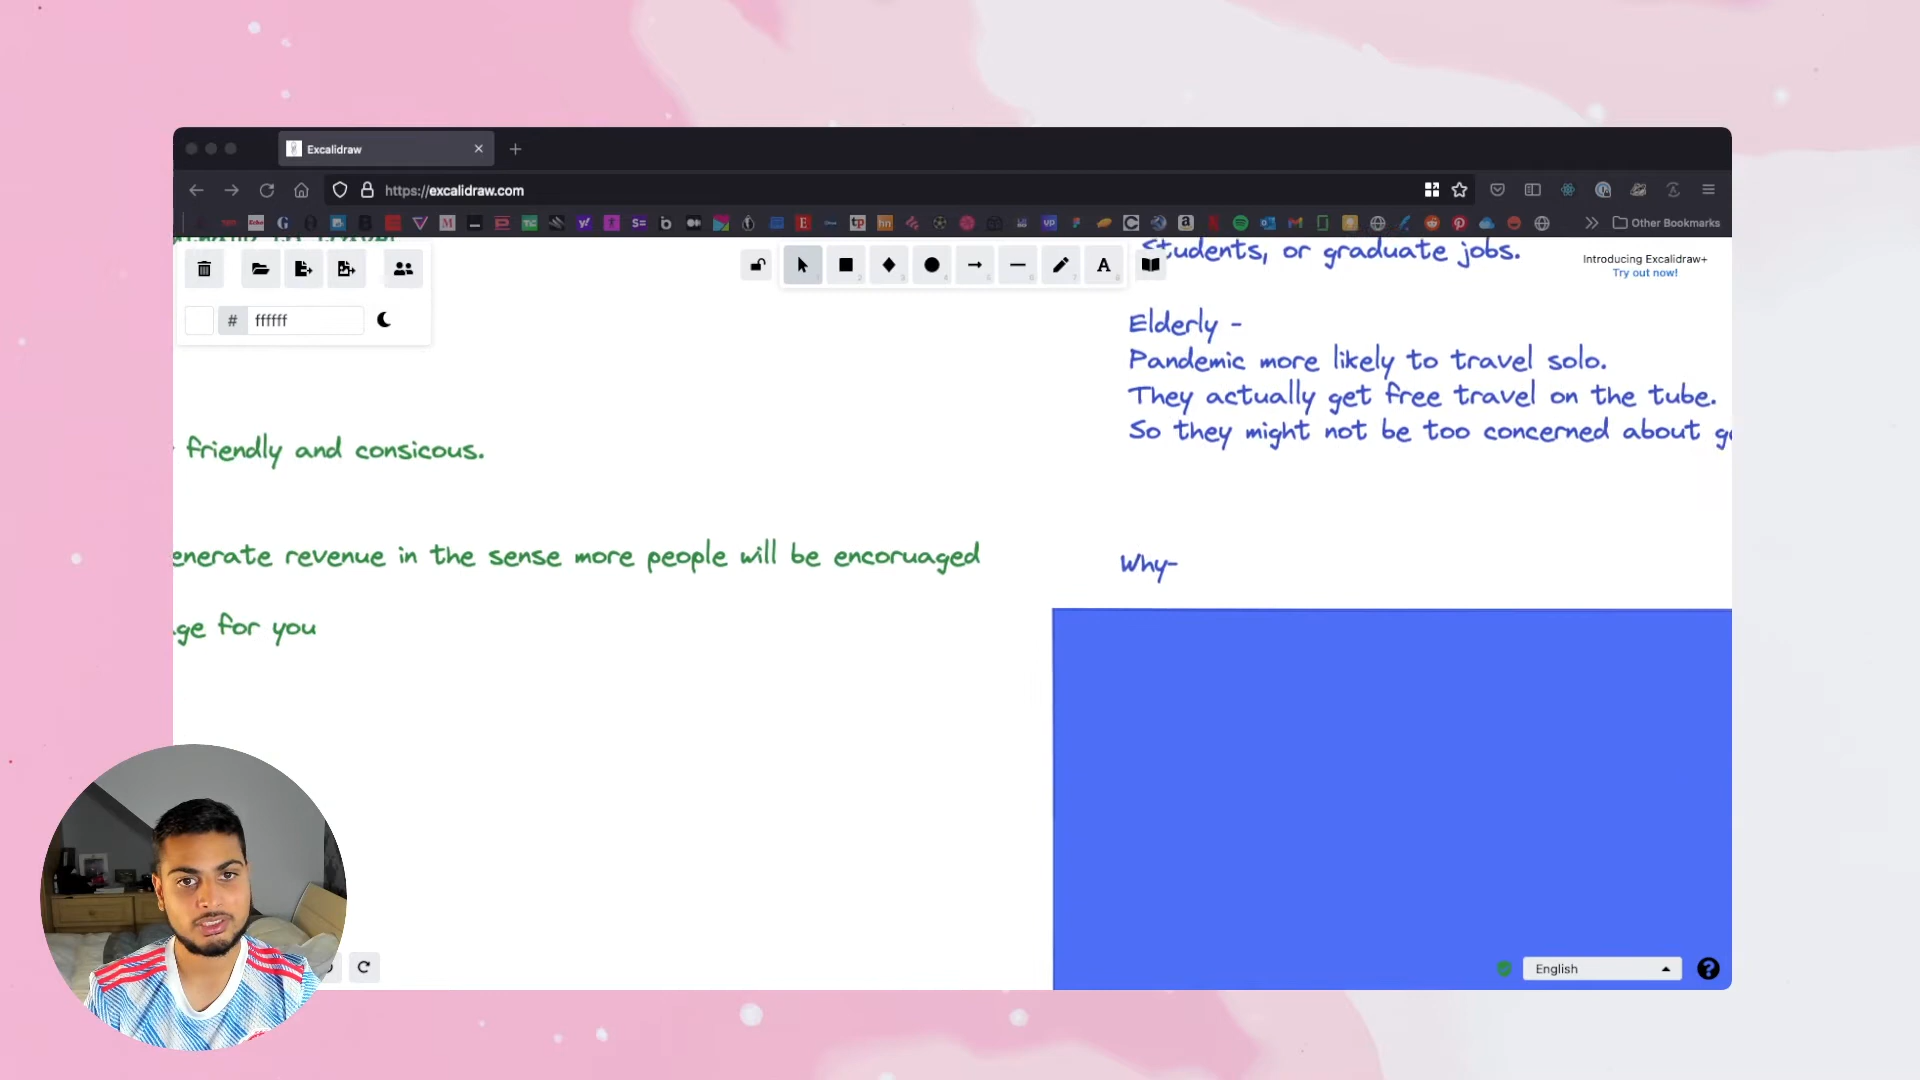 Excalidraw
https://excalidraw.com
Other Bookmarks
Students, or graduate jobs.
Introducing Excalidraw+
Try out now!
# ffffff
Elderly -
Pandemic more likely to travel solo.
They actually get free travel on the tube.
So they might not be too concerned about
friendly and consicous.
enerate revenue in the sense more people will be encoruaged
Why-
ge for you
English